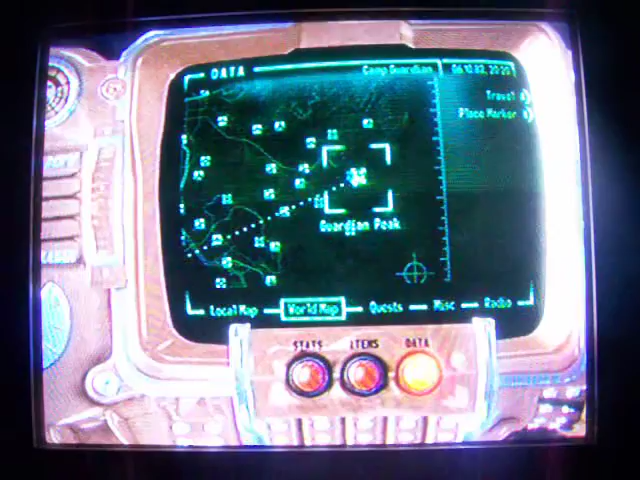 DATA
Camp Guardian
Travel
Place Marker
Guardian Peak
Local Map
World Map
Quests
Misc
Radio
STATS
ITEMS
DATA